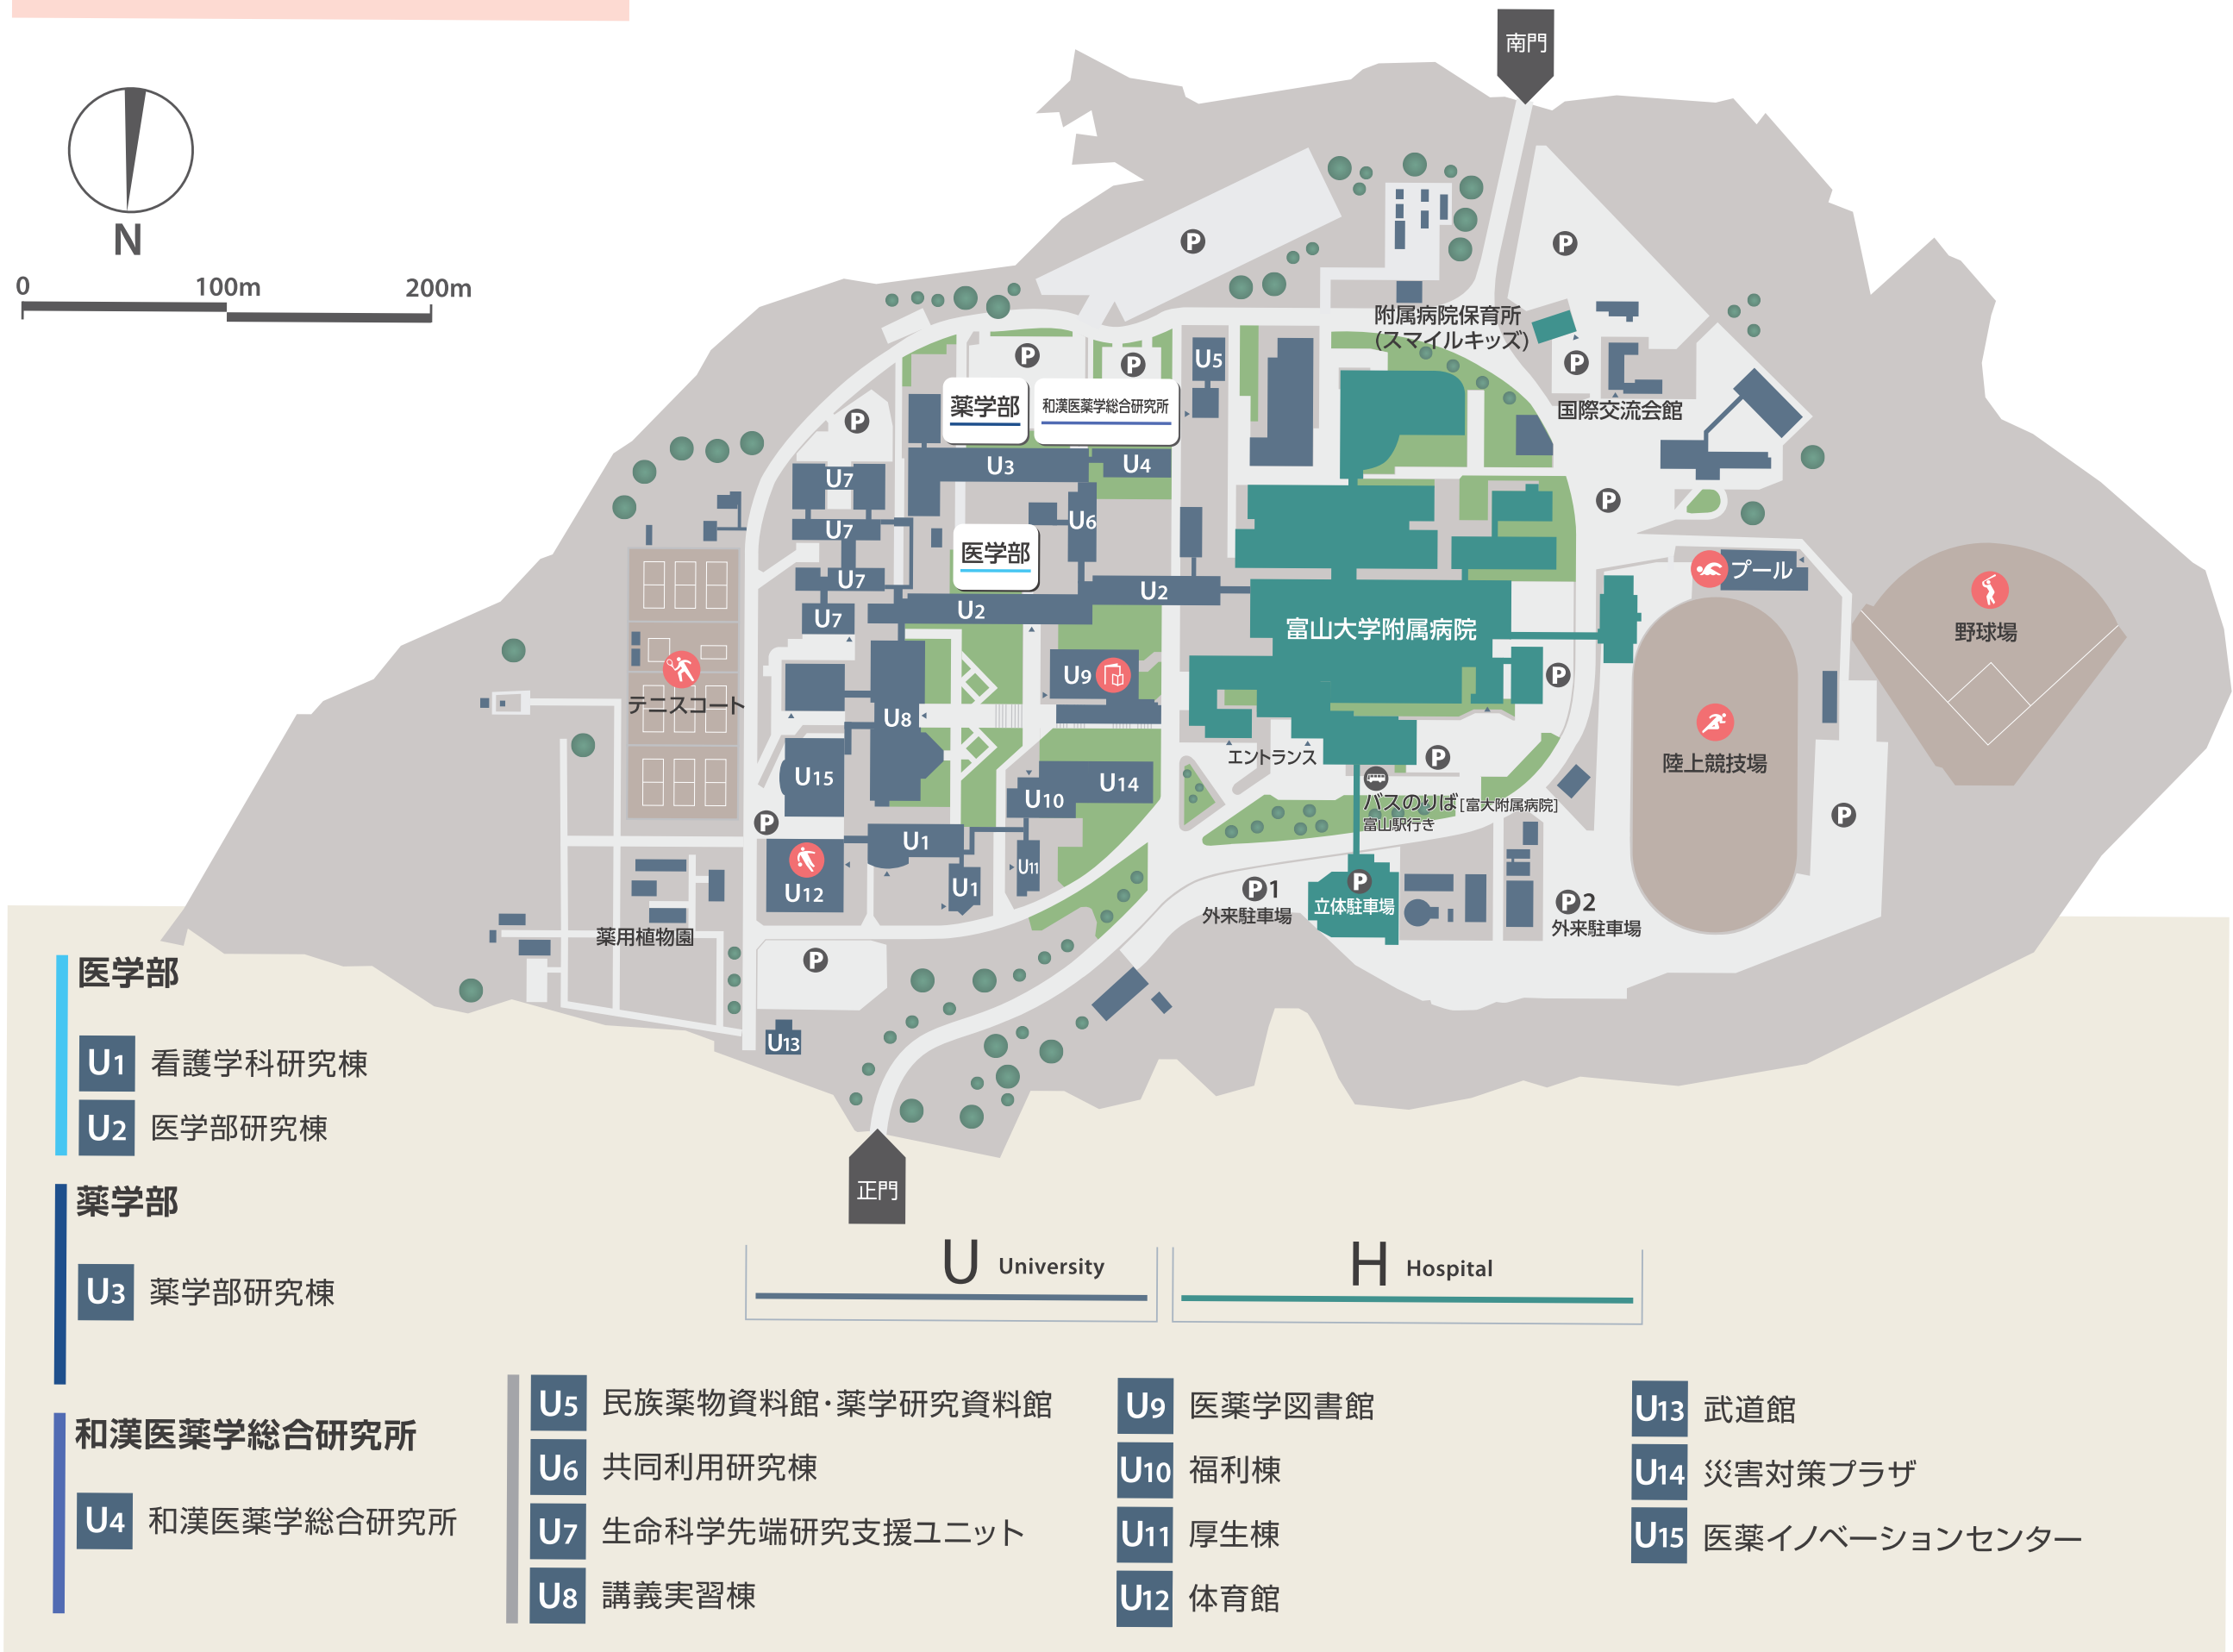 南門
N
0 100m 200m
P
P
附属病院保育所
(スマイルキッズ)
P
P
P
U5
国際交流会館
薬学部
和漢医薬学総合研究所
P
U3
U4
U7
P
U6
U7
医学部
プール
U7
U2
U2
野球場
U7
富山大学附属病院
U9
P
テニスコート
U8
陸上競技場
エントランス
P
U15
U14
U10
バスのりば[富大附属病院]
富山駅行き
P
P
U1
U11
U12
U1
P1
外来駐車場
P
立体駐車場
P2
外来駐車場
薬用植物園
P
U13
正門
医学部
U1 看護学科研究棟
U2 医学部研究棟
薬学部
U3 薬学部研究棟
和漢医薬学総合研究所
U4 和漢医薬学総合研究所
U University
H Hospital
U5 民族薬物資料館・薬学研究資料館
U6 共同利用研究棟
U7 生命科学先端研究支援ユニット
U8 講義実習棟
U9 医薬学図書館
U10 福利棟
U11 厚生棟
U12 体育館
U13 武道館
U14 災害対策プラザ
U15 医薬イノベーションセンター